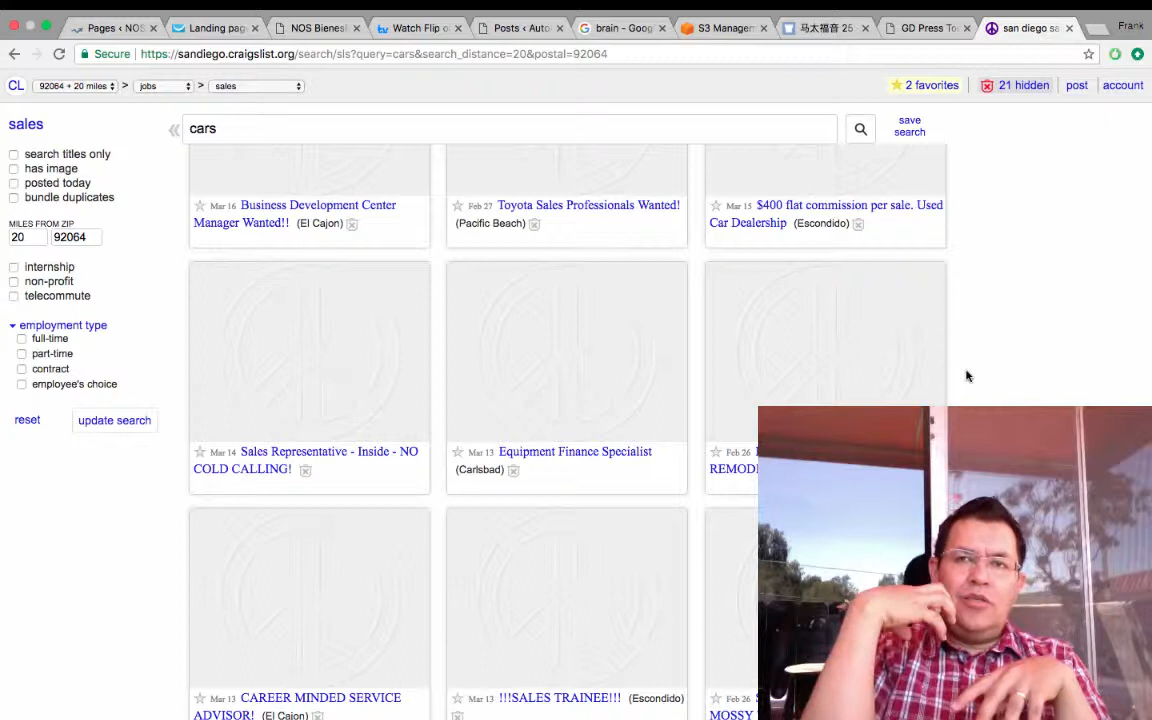 Pages ‹ NOS
Landing pag
NOS Bienes
Watch Flip o
Posts ‹ Auto
brain - Goog
S3 Managem
马太福音 25
GD Press Too
san diego sa
Frank
Secure
https://sandiego.craigslist.org/search/sls?query=cars&search_distance=20&postal=92064
CL
92064 + 20 miles
>
jobs
>
sales
2 favorites
21 hidden
post
account
sales
cars
save
search
search titles only
has image
posted today
bundle duplicates
MILES FROM ZIP
20
92064
internship
non-profit
telecommute
employment type
full-time
part-time
contract
employee's choice
reset
update search
Mar 16 Business Development Center
Manager Wanted!! (El Cajon)
Feb 27 Toyota Sales Professionals Wanted!
(Pacific Beach)
Mar 15 $400 flat commission per sale. Used
Car Dealership (Escondido)
Mar 14 Sales Representative - Inside - NO
COLD CALLING!
Mar 13 Equipment Finance Specialist
(Carlsbad)
Feb 26
REMOD
Mar 13 CAREER MINDED SERVICE
ADVISOR! (El Cajon)
Mar 13 !!!SALES TRAINEE!!! (Escondido)
Feb 26
MOSSY